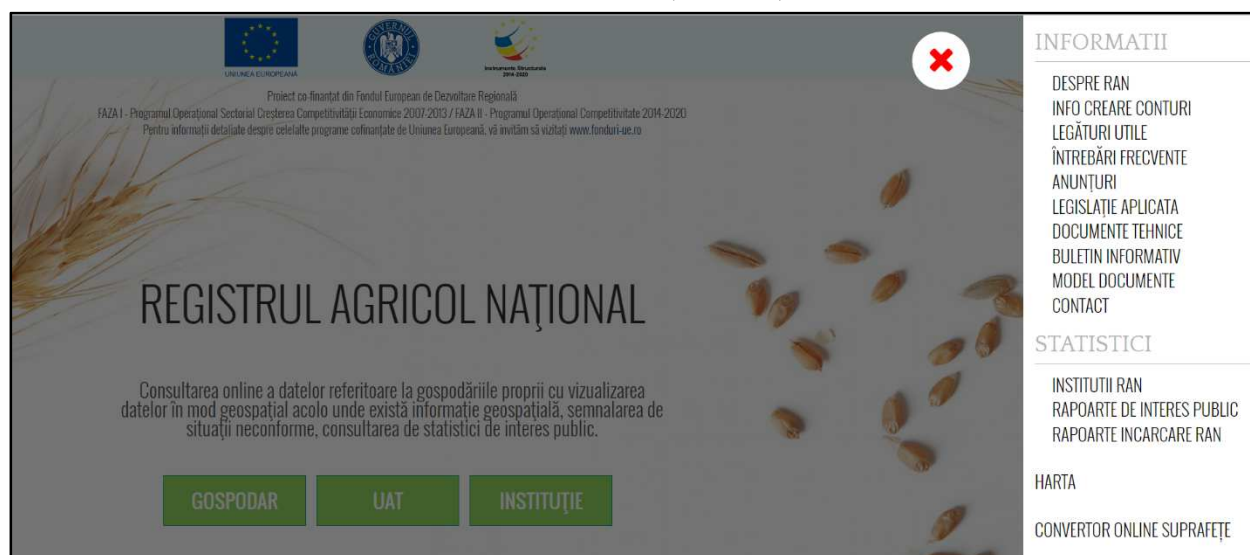 UNIUNEA EUROPEANĂ
GUVERNUL ROMÂNIEI
Instrumente Structurale
2014-2020
Proiect co-finanțat din Fondul European de Dezvoltare Regională
FAZA I - Programul Operațional Sectorial Creșterea Competitivității Economice 2007-2013 / FAZA II - Programul Operațional Competitivitate 2014-2020
Pentru informații detaliate despre celelalte programe cofinanțate de Uniunea Europeană, vă invităm să vizitați www.fonduri-ue.ro
REGISTRUL AGRICOL NAŢIONAL
Consultarea online a datelor referitoare la gospodăriile proprii cu vizualizarea
datelor în mod geospațial acolo unde există informație geospațială, semnalarea de
situații neconforme, consultarea de statistici de interes public.
GOSPODAR
UAT
INSTITUŢIE
INFORMATII
DESPRE RAN
INFO CREARE CONTURI
LEGĂTURI UTILE
ÎNTREBĂRI FRECVENTE
ANUNȚURI
LEGISLAȚIE APLICATA
DOCUMENTE TEHNICE
BULETIN INFORMATIV
MODEL DOCUMENTE
CONTACT
STATISTICI
INSTITUTII RAN
RAPOARTE DE INTERES PUBLIC
RAPOARTE INCARCARE RAN
HARTA
CONVERTOR ONLINE SUPRAFEȚE